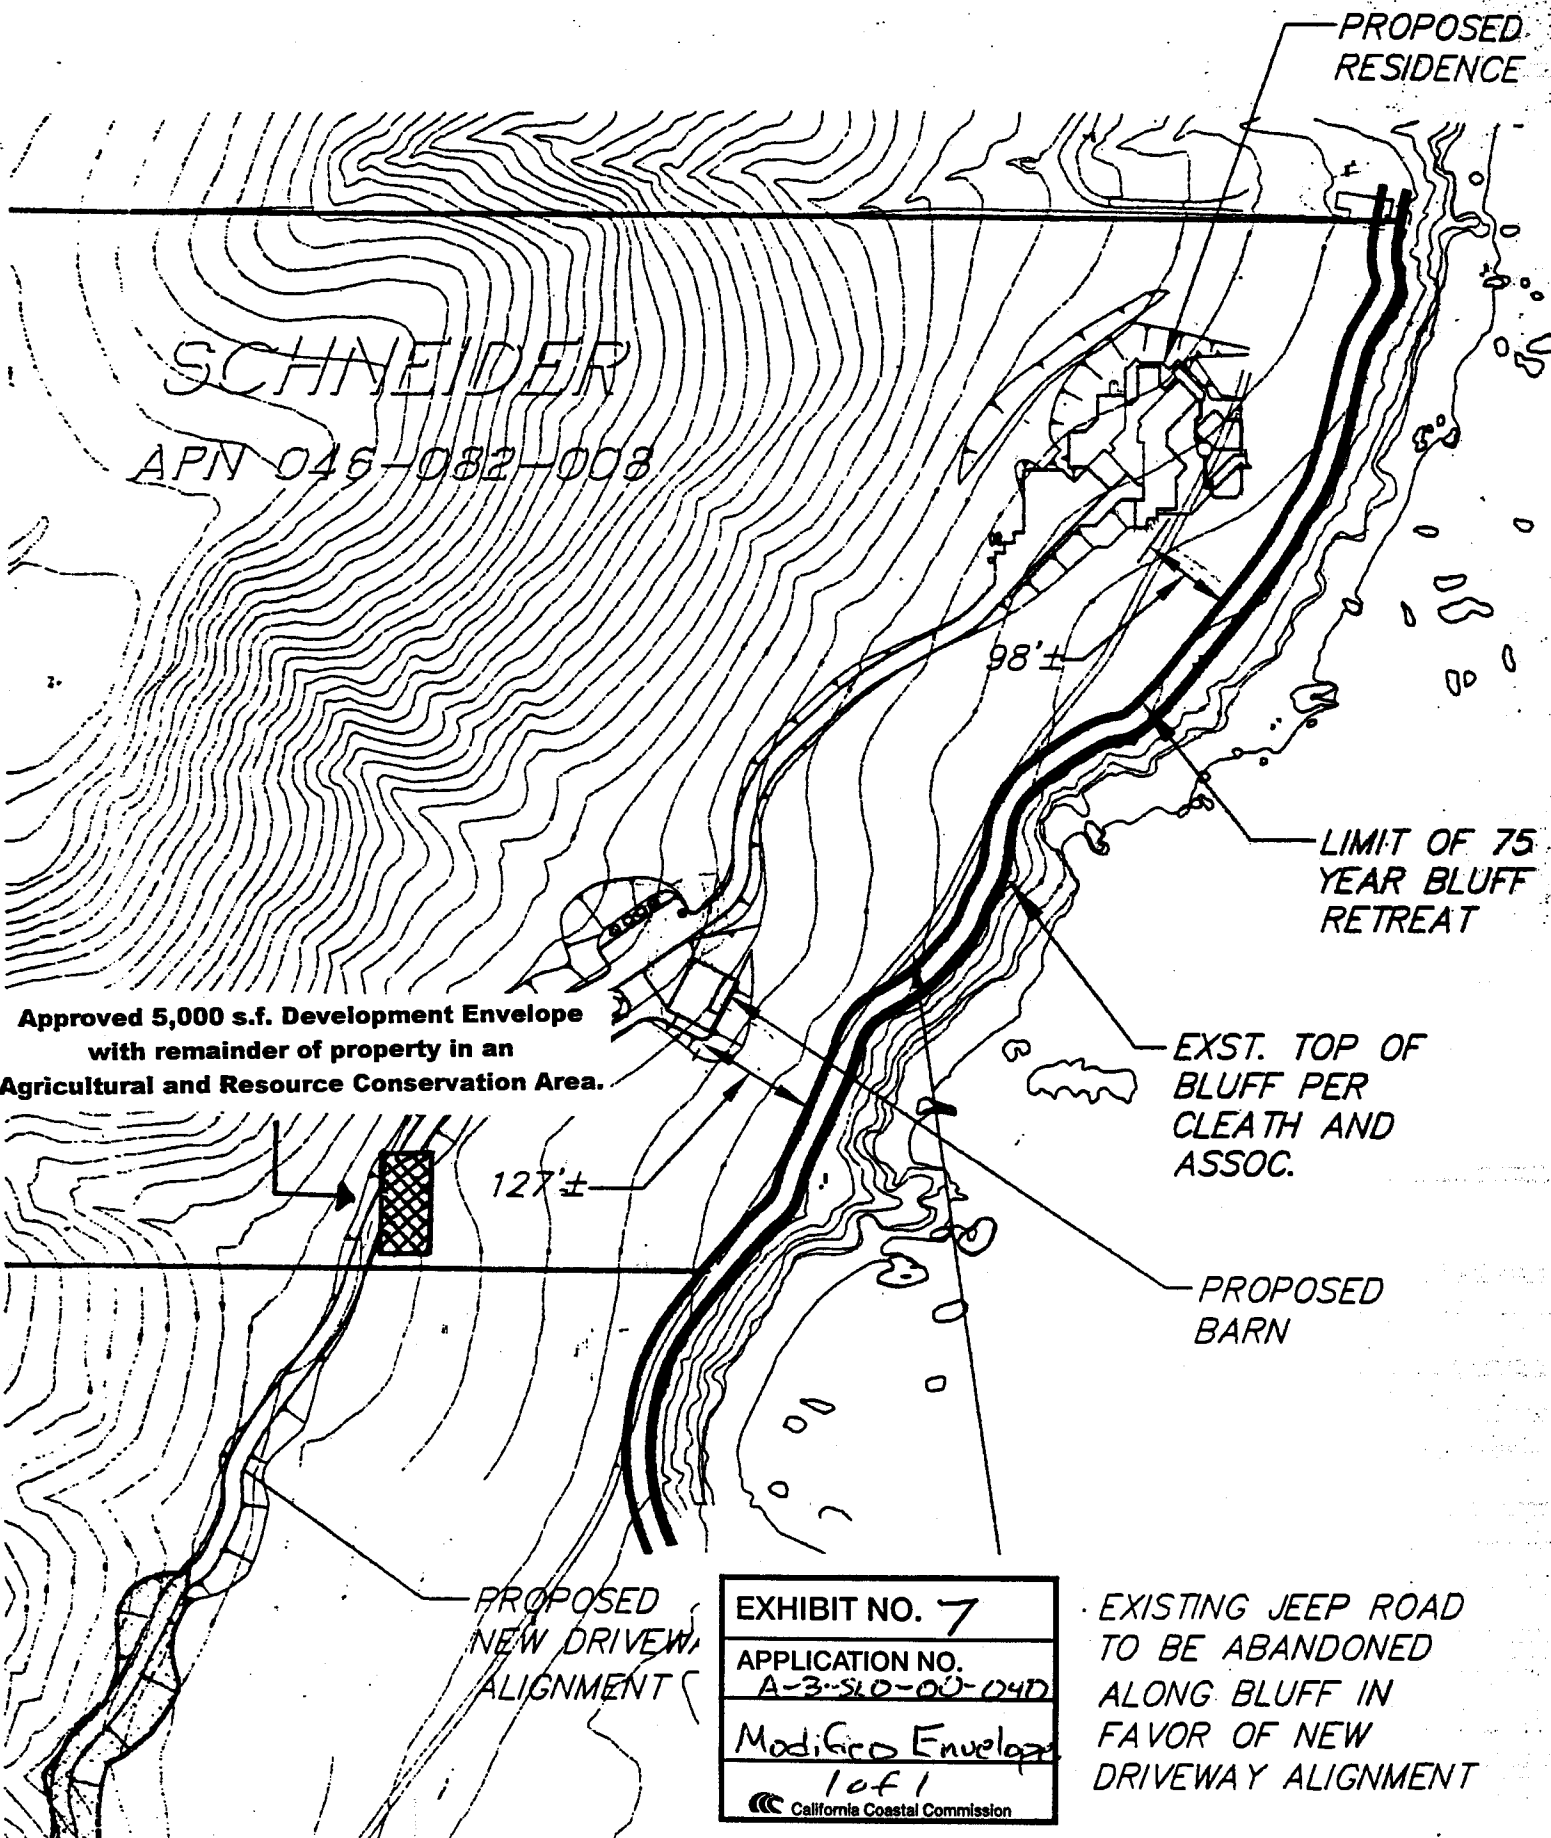 PROPOSED
RESIDENCE
SCHNEIDER
APN 046-082-008
98'±
LIMIT OF 75
YEAR BLUFF
RETREAT
Approved 5,000 s.f. Development Envelope
with remainder of property in an
Agricultural and Resource Conservation Area.
EXST. TOP OF
BLUFF PER
CLEATH AND
ASSOC.
127'±
PROPOSED
BARN
PROPOSED
NEW DRIVEWA
ALIGNMENT (
EXHIBIT NO. 7
APPLICATION NO.
A-3-SLO-00-040
Modified Envelope
1 of 1
California Coastal Commission
EXISTING JEEP ROAD
TO BE ABANDONED
ALONG BLUFF IN
FAVOR OF NEW
DRIVEWAY ALIGNMENT